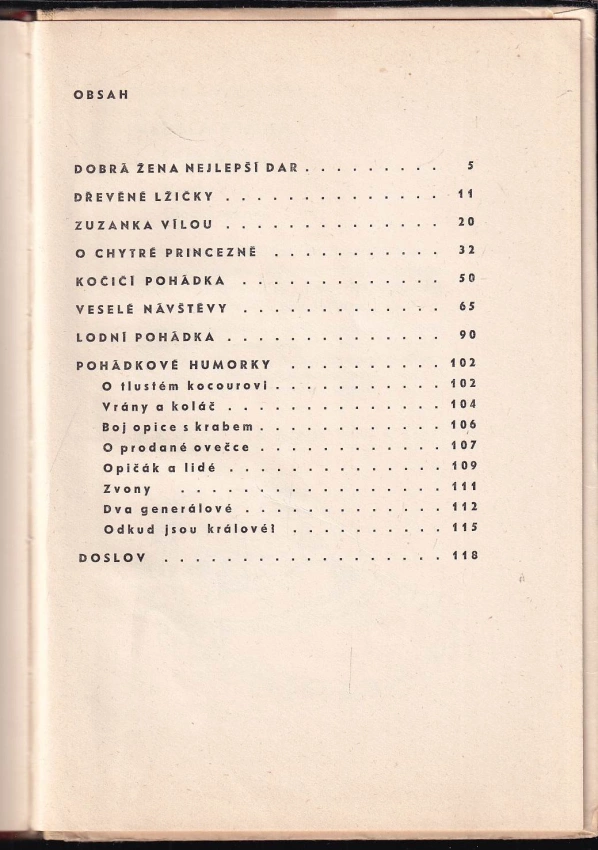 OBSAH
DOBRÁ ŽENA NEJLEPŠÍ DAR . . . . . . . . . 5
DŘEVĚNÉ LŽIČKY . . . . . . . . . . . . . 11
ZUZANKA VÍLOU . . . . . . . . . . . . . 20
O CHYTRÉ PRINCEZNĚ . . . . . . . . . . . 32
KOČIČÍ POHÁDKA . . . . . . . . . . . . 50
VESELÉ NÁVŠTĚVY . . . . . . . . . . . . 65
LODNÍ POHÁDKA . . . . . . . . . . . . . 90
POHÁDKOVÉ HUMORKY . . . . . . . . . . 102
O tlustém kocourovi . . . . . . . . . . . 102
Vrány a koláč . . . . . . . . . . . . . 104
Boj opice s krabem . . . . . . . . . . . . 106
O prodané ovečce . . . . . . . . . . . . 107
Opičák a lidé . . . . . . . . . . . . . 109
Zvony . . . . . . . . . . . . . . . . 111
Dva generálové . . . . . . . . . . . . 112
Odkud jsou králové? . . . . . . . . . . 115
DOSLOV . . . . . . . . . . . . . . . . . 118